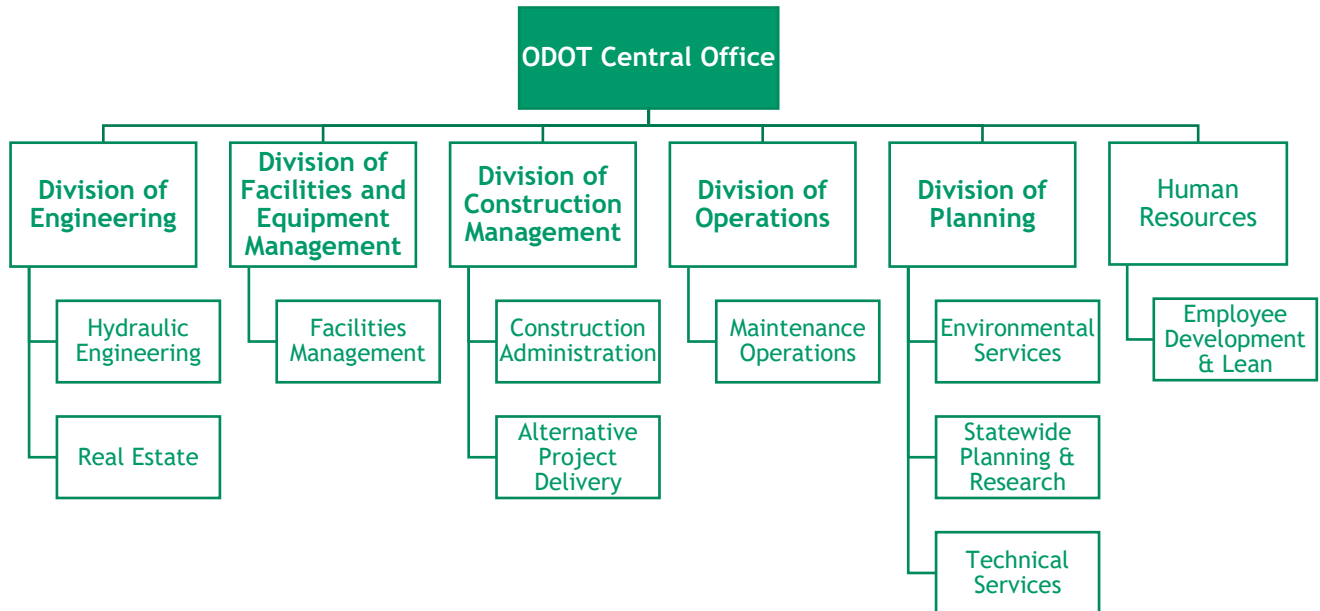 ODOT Central Office
Division of
Engineering
Division of
Facilities and
Equipment
Management
Division of
Construction
Management
Division of
Operations
Division of
Planning
Human
Resources
Hydraulic
Engineering
Facilities
Management
Construction
Administration
Maintenance
Operations
Environmental
Services
Employee
Development
& Lean
Real Estate
Alternative
Project
Delivery
Statewide
Planning &
Research
Technical
Services